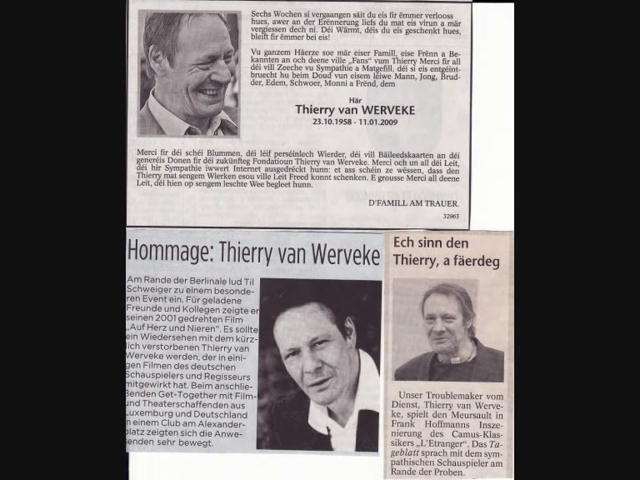 Sechs Wochen si vergaangen säit du eis fir ëmmer verlooss
hues, awer an der Erënnerung liefs du mat eis virun a mär
vergiessen dech ni. Déi Wärmt, déis du eis geschenkt hues,
bleift fir ëmmer bei eis!
Vu ganzem Häerze soe mär eiser Famill, eise Frënn a Be-
kannten an och deene ville „Fans“ vum Thierry Merci fir all
déi vill Zeeche vu Sympathie a Matgefill, déi si eis entgéint-
bruecht hu beim Doud vun eisem léiwe Mann, Jong, Brud-
der, Edem, Schwoer, Monni a Frënd, dem
Här
Thierry van WERVEKE
23.10.1958 - 11.01.2009
Merci fir déi schéi Blummen, déi léif perséinlech Wierder, déi vill Bäileedskaarten an déi
generéis Donen fir déi zukünfteg Fondatioun Thierry van Werveke. Merci och un all déi Leit,
déi hir Sympathie iwwert Internet ausgedréckt hunn: et ass schéin ze wëssen, dass den
Thierry mat sengem Wierken esou ville Leit Freed konnt schenken. E grousse Merci all deene
Leit, déi hien op sengem leschte Wee begleet hunn.
D'FAMILL AM TRAUER.
32963
Hommage: Thierry van Werveke
Am Rande der Berlinale lud Til
Schweiger zu einem besonde-
ren Event ein. Für geladene
Freunde und Kollegen zeigte er
seinen 2001 gedrehten Film
„Auf Herz und Nieren“. Es sollte
ein Wiedersehen mit dem kürz-
lich verstorbenen Thierry van
Werveke werden, der in eini-
gen Filmen des deutschen
Schauspielers und Regisseurs
mitgewirkt hat. Beim anschlie-
ßenden Get-Together mit Film-
und Theaterschaffenden aus
Luxemburg und Deutschland
in einem Club am Alexander-
platz zeigten sich die Anwe-
senden sehr bewegt.
Ech sinn den
Thierry, a fäerdeg
Unser Troublemaker vom
Dienst, Thierry van Werve-
ke, spielt den Meursault in
Frank Hoffmanns Insze-
nierung des Camus-Klas-
sikers „L'Etranger“. Das Ta-
geblatt sprach mit dem sym-
pathischen Schauspieler am
Rande der Proben.